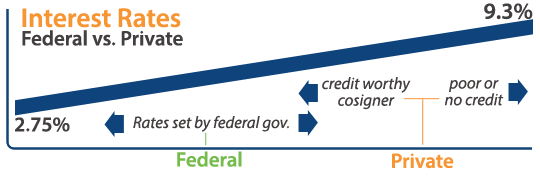 Interest Rates
Federal vs. Private
9.3%
2.75%
Rates set by federal gov.
credit worthy
cosigner
poor or
no credit
Federal
Private